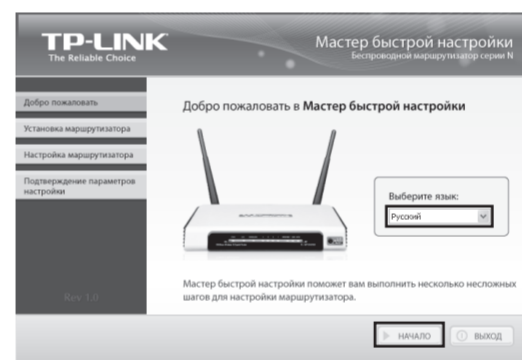 TP-LINK
The Reliable Choice
Мастер быстрой настройки
Беспроводной маршрутизатор серии N
Добро пожаловать
Установка маршрутизатора
Настройка маршрутизатора
Подтверждение параметров
настройки
Rev 1.0
Добро пожаловать в Мастер быстрой настройки
Выберите язык:
Русский
Мастер быстрой настройки поможет вам выполнить несколько несложных
шагов для настройки маршрутизатора.
НАЧАЛО
ВЫХОД